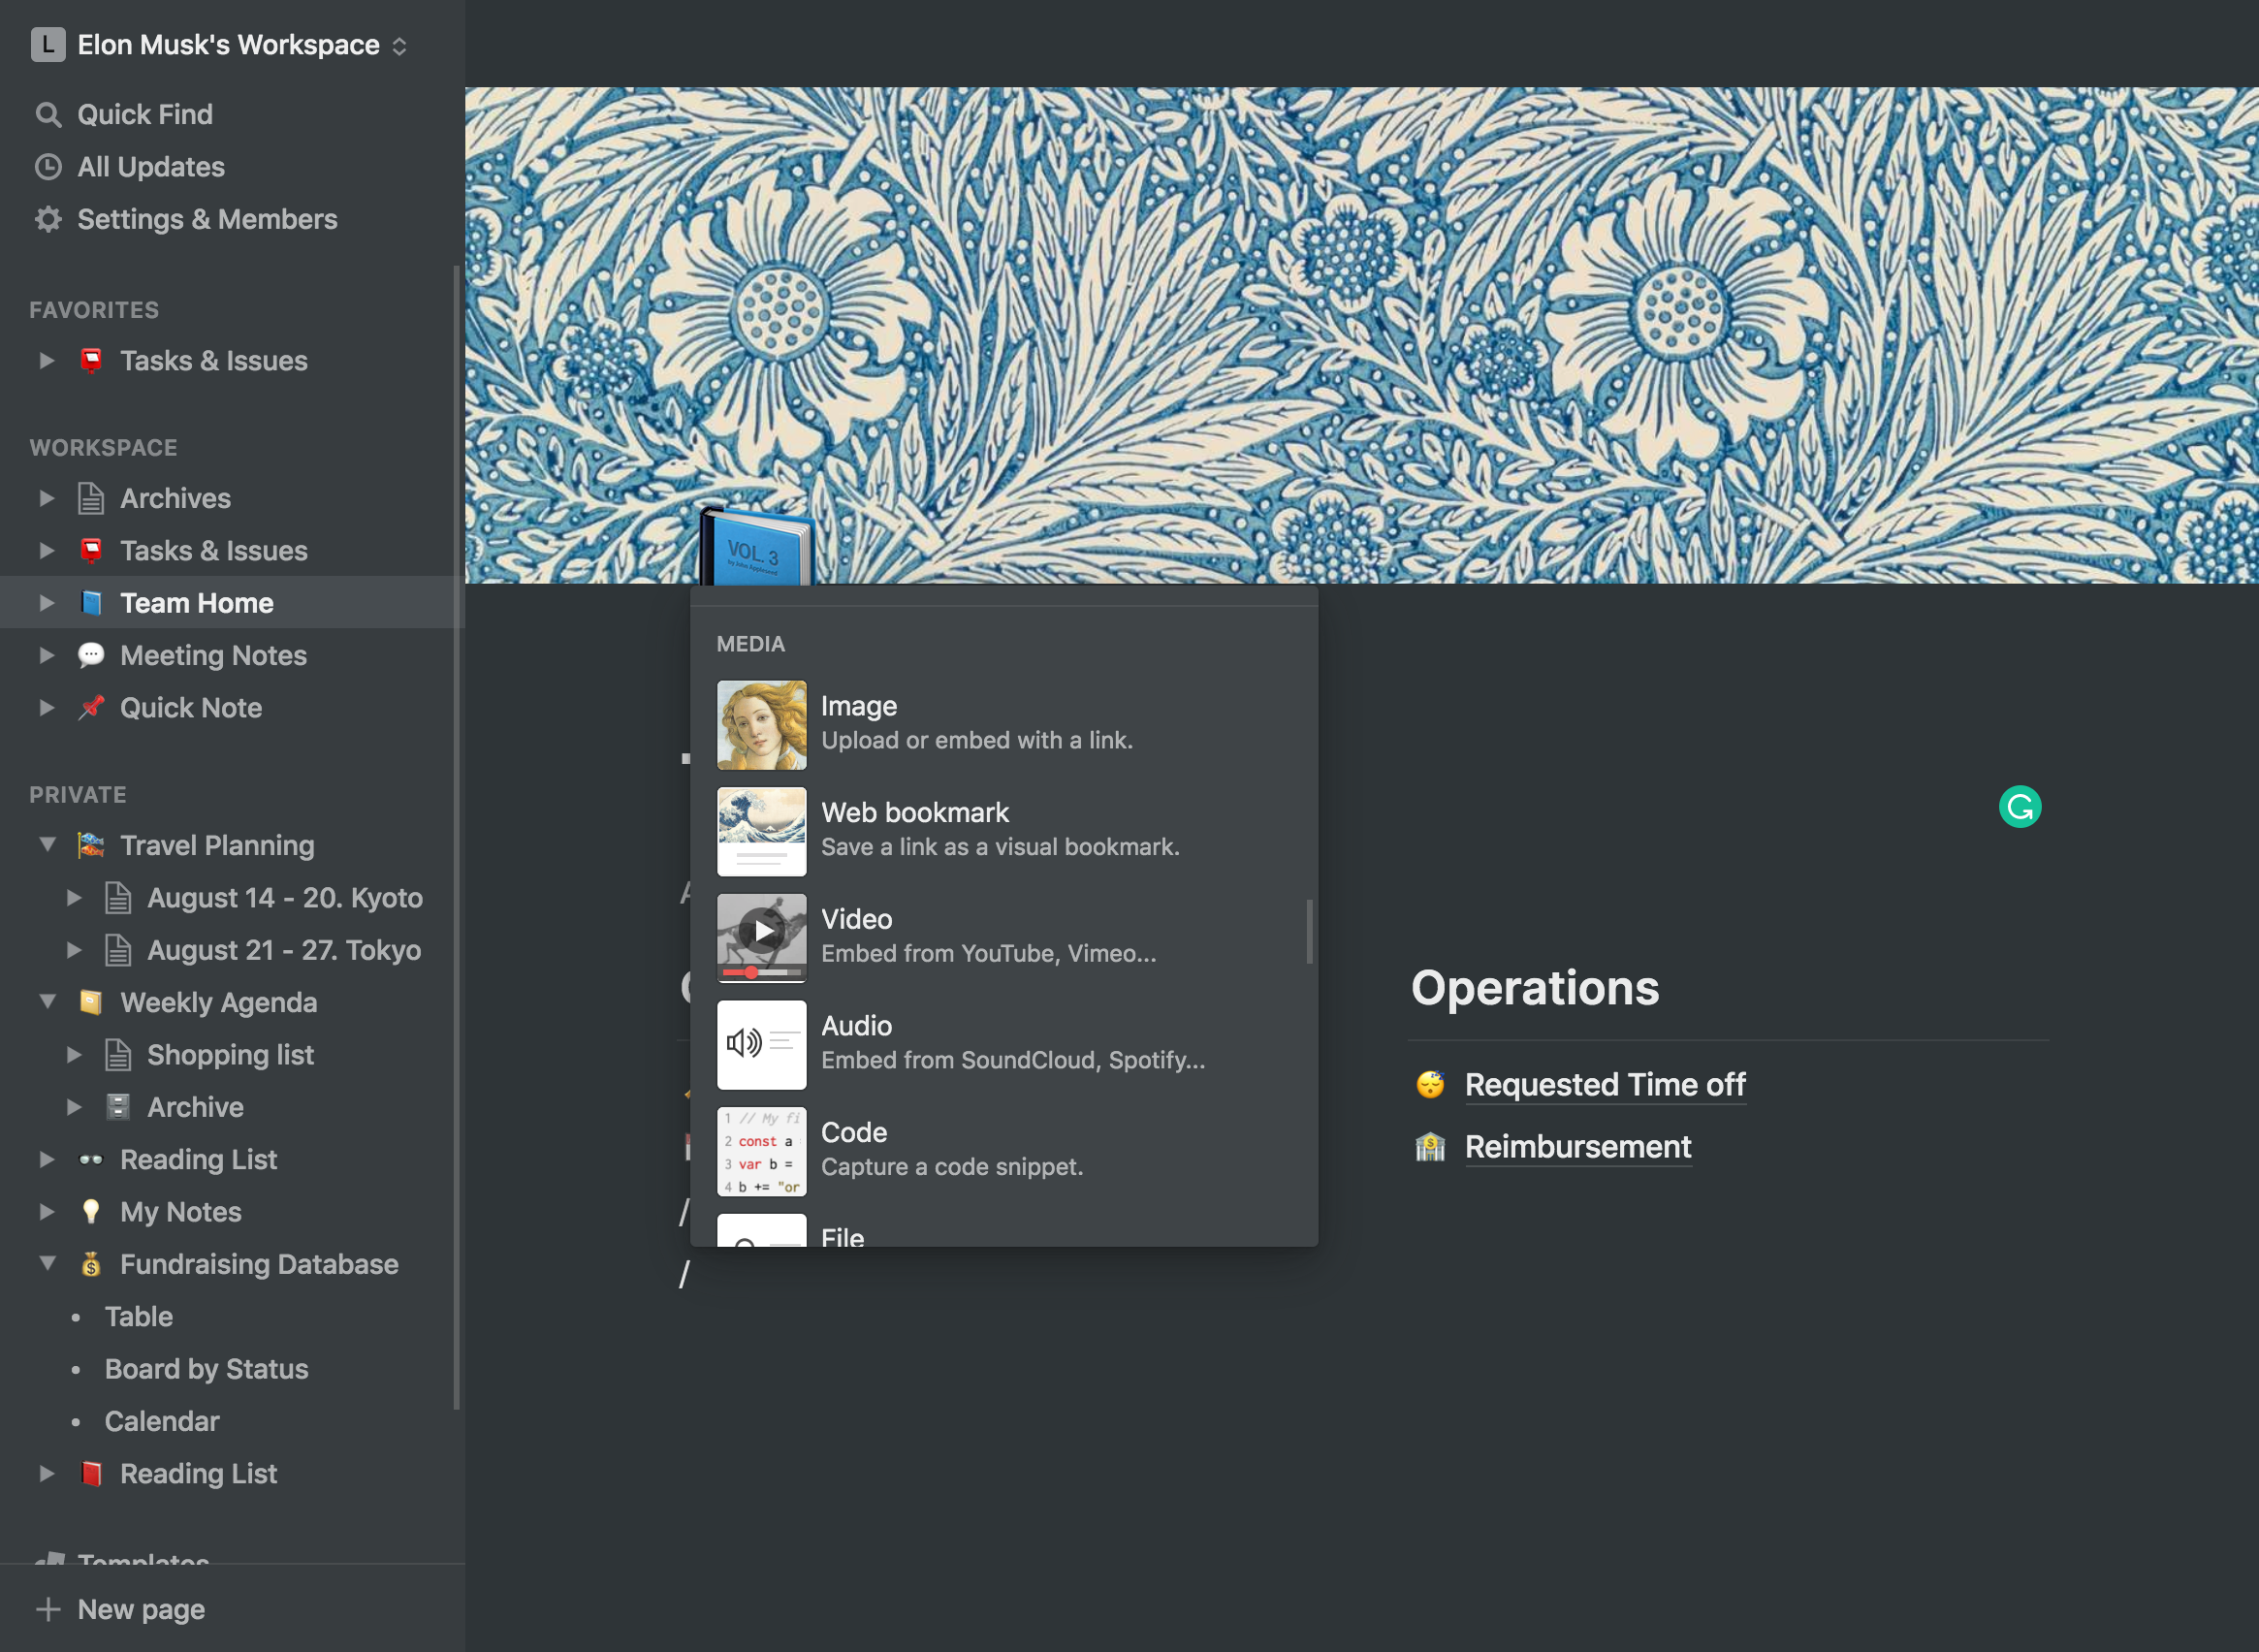 L Elon Musk's Workspace
Quick Find
All Updates
Settings & Members
FAVORITES
Tasks & Issues
WORKSPACE
Archives
Tasks & Issues
Team Home
Meeting Notes
Quick Note
PRIVATE
Travel Planning
August 14 - 20. Kyoto
August 21 - 27. Tokyo
Weekly Agenda
Shopping list
Archive
Reading List
My Notes
Fundraising Database
• Table
• Board by Status
• Calendar
Reading List
Templates
New page
VOL. 3
by John Appleseed
MEDIA
Image
Upload or embed with a link.
Web bookmark
Save a link as a visual bookmark.
Video
Embed from YouTube, Vimeo...
Audio
Embed from SoundCloud, Spotify...
1 // My fi
2 const a
3 var b =
4 b += "or
Code
Capture a code snippet.
File
/
/
Operations
Requested Time off
Reimbursement